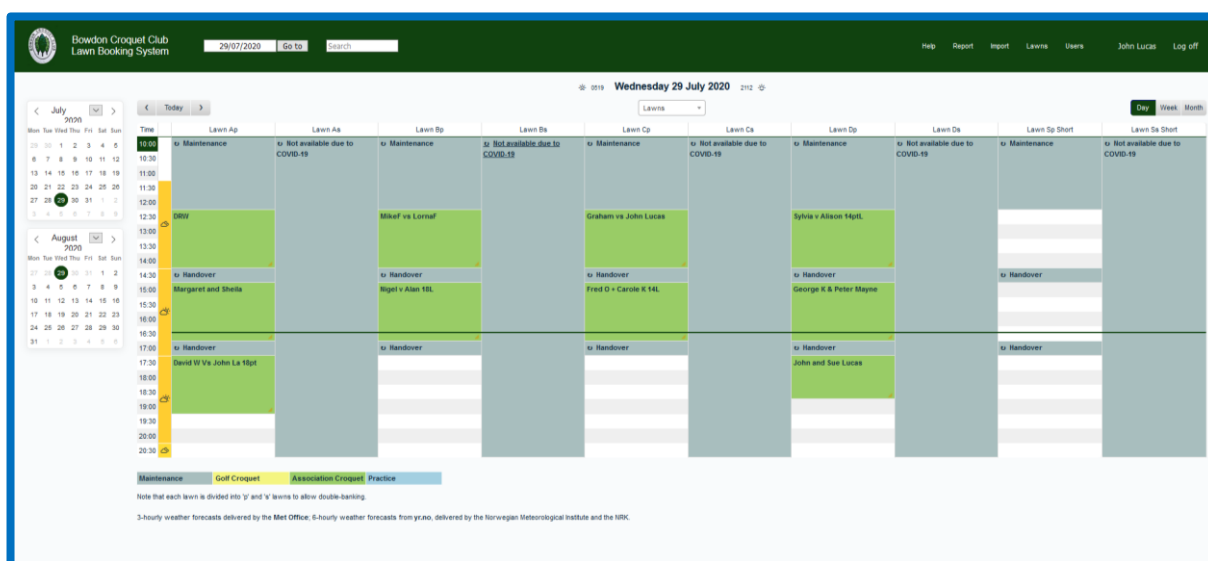 Bowdon Croquet Club
Lawn Booking System
29/07/2020 Go to Search
Help Report Import Lawns Users John Lucas Log off
0519 Wednesday 29 July 2020 2112
July
2020
Mon Tue Wed Thu Fri Sat Sun
29 30 1 2 3 4 5
6 7 8 9 10 11 12
13 14 15 16 17 18 19
20 21 22 23 24 25 26
27 28 29 30 31 1 2
3 4 5 6 7 8 9
August
2020
Mon Tue Wed Thu Fri Sat Sun
27 28 29 30 31 1 2
3 4 5 6 7 8 9
10 11 12 13 14 15 16
17 18 19 20 21 22 23
24 25 26 27 28 29 30
31 1 2 3 4 5 6
Today Lawns Day Week Month
Time Lawn Ap Lawn As Lawn Bp Lawn Bs Lawn Cp Lawn Cs Lawn Dp Lawn Ds Lawn Sp Short Lawn Ss Short
10:00 Maintenance Not available due to Maintenance Not available due to Maintenance Not available due to Maintenance Not available due to Maintenance Not available due to
COVID-19 COVID-19 COVID-19 COVID-19 COVID-19
10:30
11:00
11:30
12:00
12:30 DRW MikeF vs LornaF Graham vs John Lucas Sylvia v Alison 14ptL
13:00
13:30
14:00
14:30 Handover Handover Handover Handover Handover
15:00 Margaret and Sheila Nigel v Alan 18L Fred O + Carole K 14L George K & Peter Mayne
15:30
16:00
16:30
17:00 Handover Handover Handover Handover Handover
17:30 David W Vs John La 18pt John and Sue Lucas
18:00
18:30
19:00
19:30
20:00
20:30
Maintenance Golf Croquet Association Croquet Practice
Note that each lawn is divided into 'p' and 's' lawns to allow double-banking.
3-hourly weather forecasts delivered by the Met Office; 6-hourly weather forecasts from yr.no, delivered by the Norwegian Meteorological Institute and the NRK.